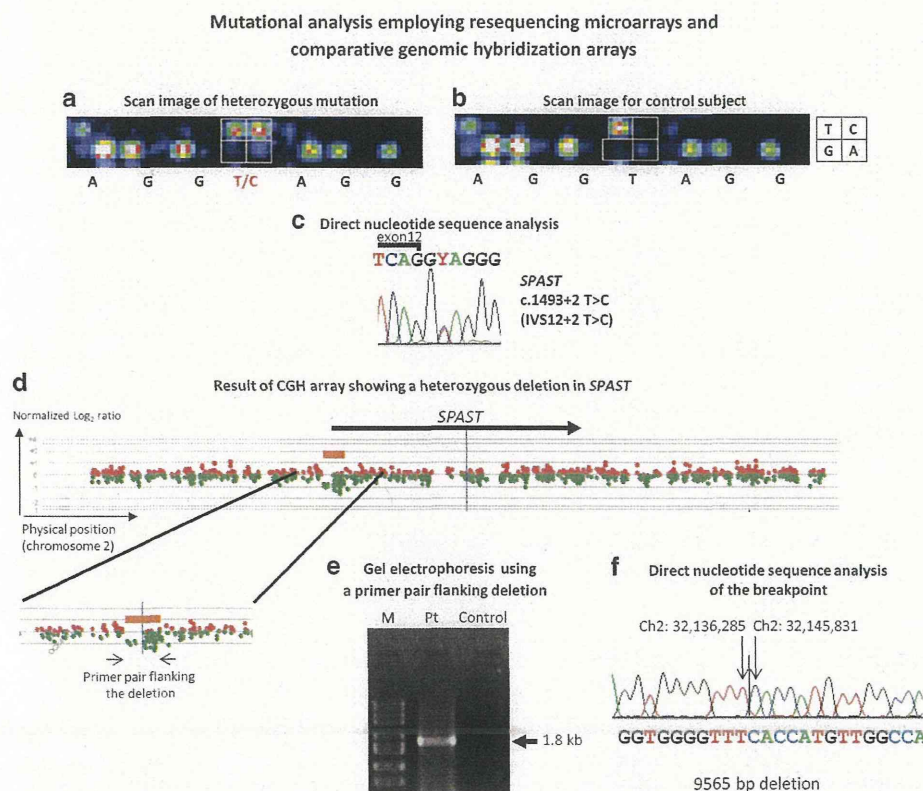 Mutational analysis employing resequencing microarrays and
comparative genomic hybridization arrays
a Scan image of heterozygous mutation
A G G T/C A G G
b Scan image for control subject
T C
G A
A G G T A G G
c Direct nucleotide sequence analysis
exon12
TCAGGYAGGG
SPAST
c.1493+2 T>C
(IVS12+2 T>C)
d Result of CGH array showing a heterozygous deletion in SPAST
Normalized Log₂ ratio
SPAST
Physical position
(chromosome 2)
Primer pair flanking
the deletion
e Gel electrophoresis using
a primer pair flanking deletion
M Pt Control
1.8 kb
f Direct nucleotide sequence analysis
of the breakpoint
Ch2: 32,136,285 Ch2: 32,145,831
GGTGGGGTTTCACCATGTTGGCCA
9565 bp deletion